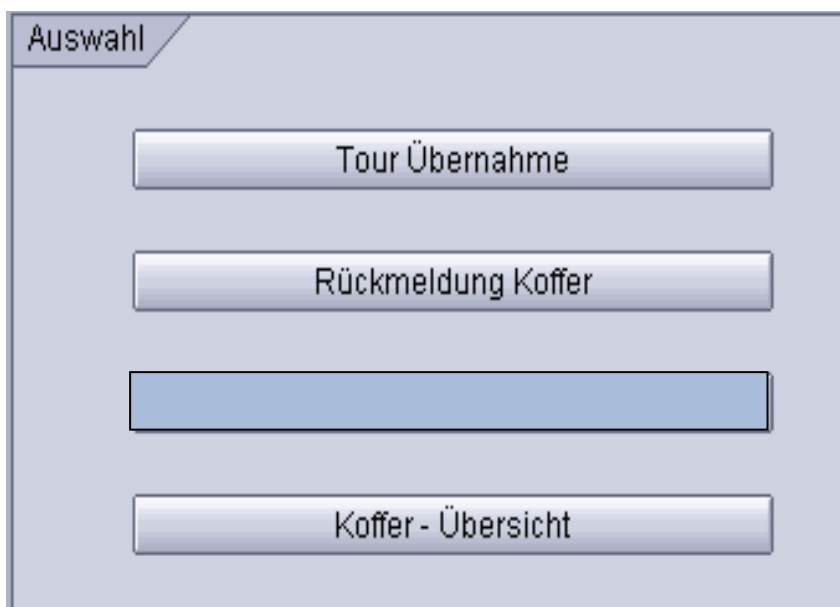 Auswahl
Tour Übernahme
Rückmeldung Koffer
Koffer - Übersicht